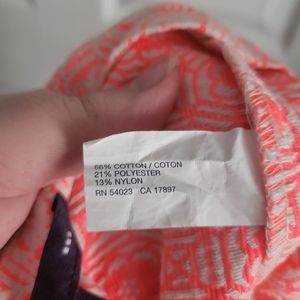 66% COTTON / COTON
21% POLYESTER
13% NYLON
RN 54023 CA 17897